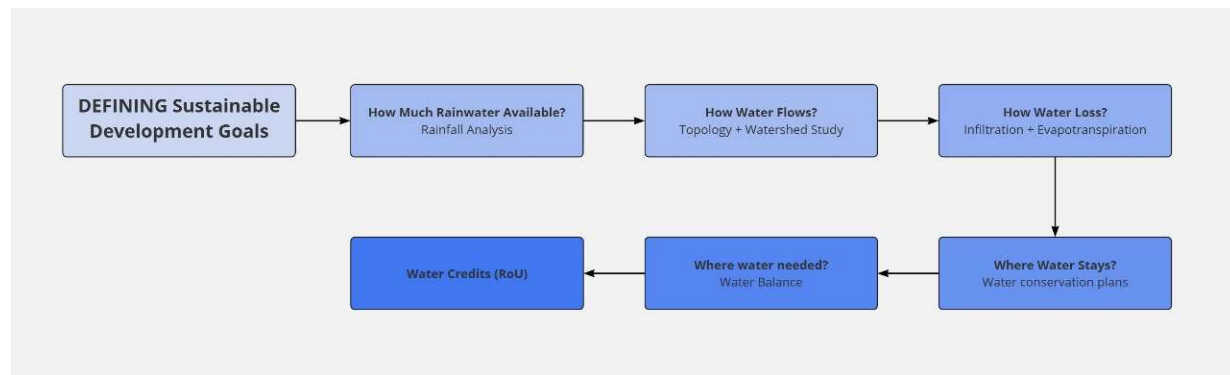 DEFINING Sustainable
Development Goals
How Much Rainwater Available?
Rainfall Analysis
How Water Flows?
Topology + Watershed Study
How Water Loss?
Infiltration + Evapotranspiration
Where Water Stays?
Water conservation plans
Where water needed?
Water Balance
Water Credits (RoU)